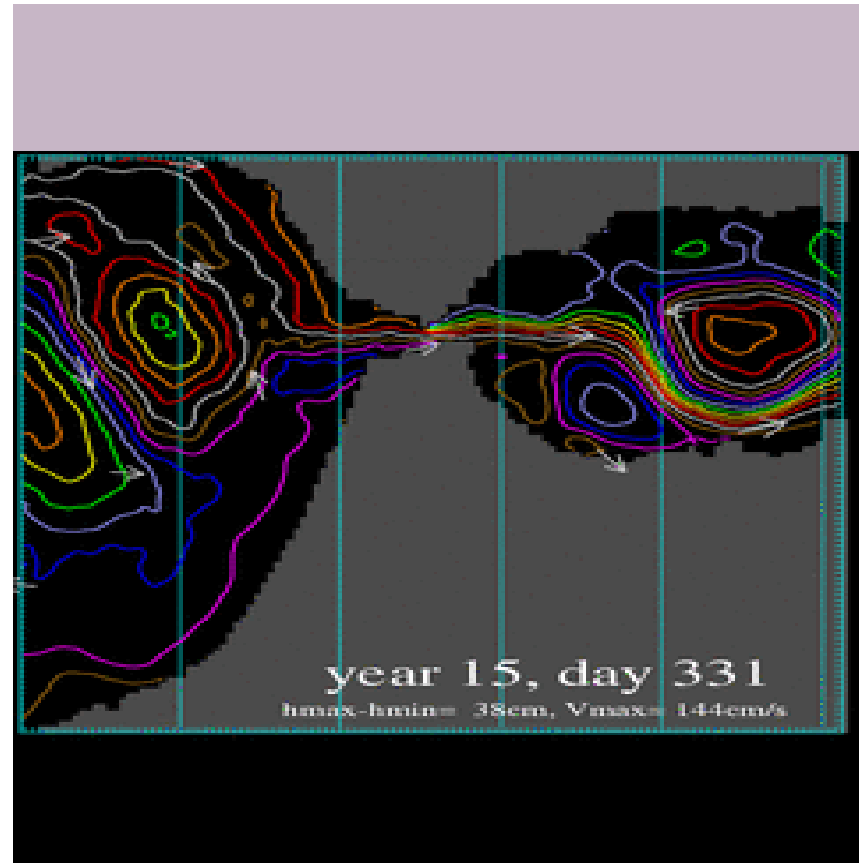 year 15, day 331
hmax-hmin= 38cm, Vmax= 144cm/s